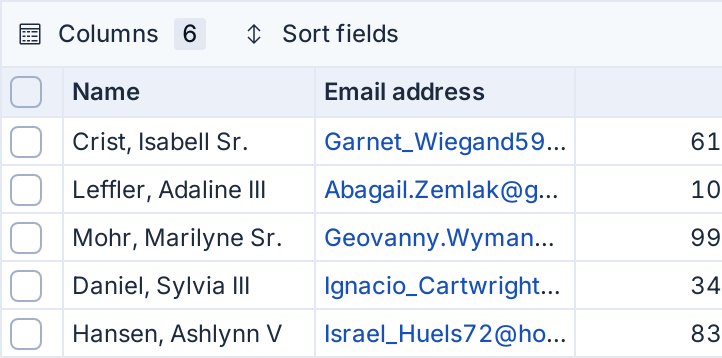 Columns 6 Sort fields
Name Email address
Crist, Isabell Sr. Garnet_Wiegand59... 61
Leffler, Adaline III Abagail.Zemlak@g... 10
Mohr, Marilyne Sr. Geovanny.Wyman... 99
Daniel, Sylvia III Ignacio_Cartwright... 34
Hansen, Ashlynn V Israel_Huels72@ho... 83